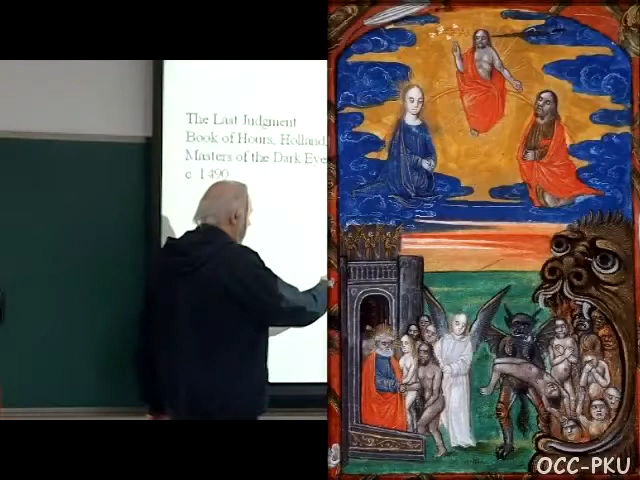 The Last Judgment
Book of Hours, Holland,
Masters of the Dark Eye
c. 1490
OCC-PKU